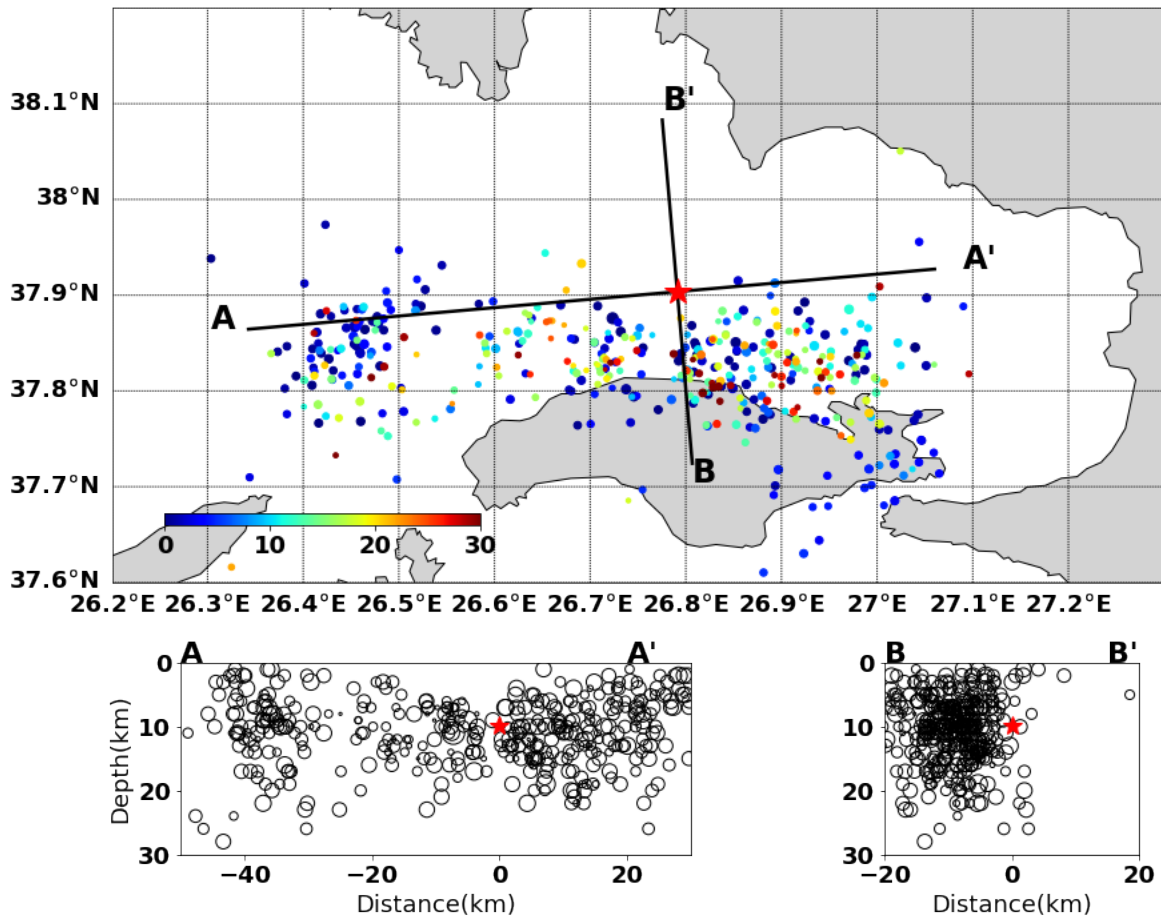 B'
38.1°N
38°N
A'
37.9°N
A
37.8°N
B
37.7°N
0 10 20 30
37.6°N
26.2°E 26.3°E 26.4°E 26.5°E 26.6°E 26.7°E 26.8°E 26.9°E 27°E 27.1°E 27.2°E
A A' B B'
0 0
10 10
Depth(km)
20 20
30 30
−40 −20 0 20 −20 0 20
Distance(km) Distance(km)